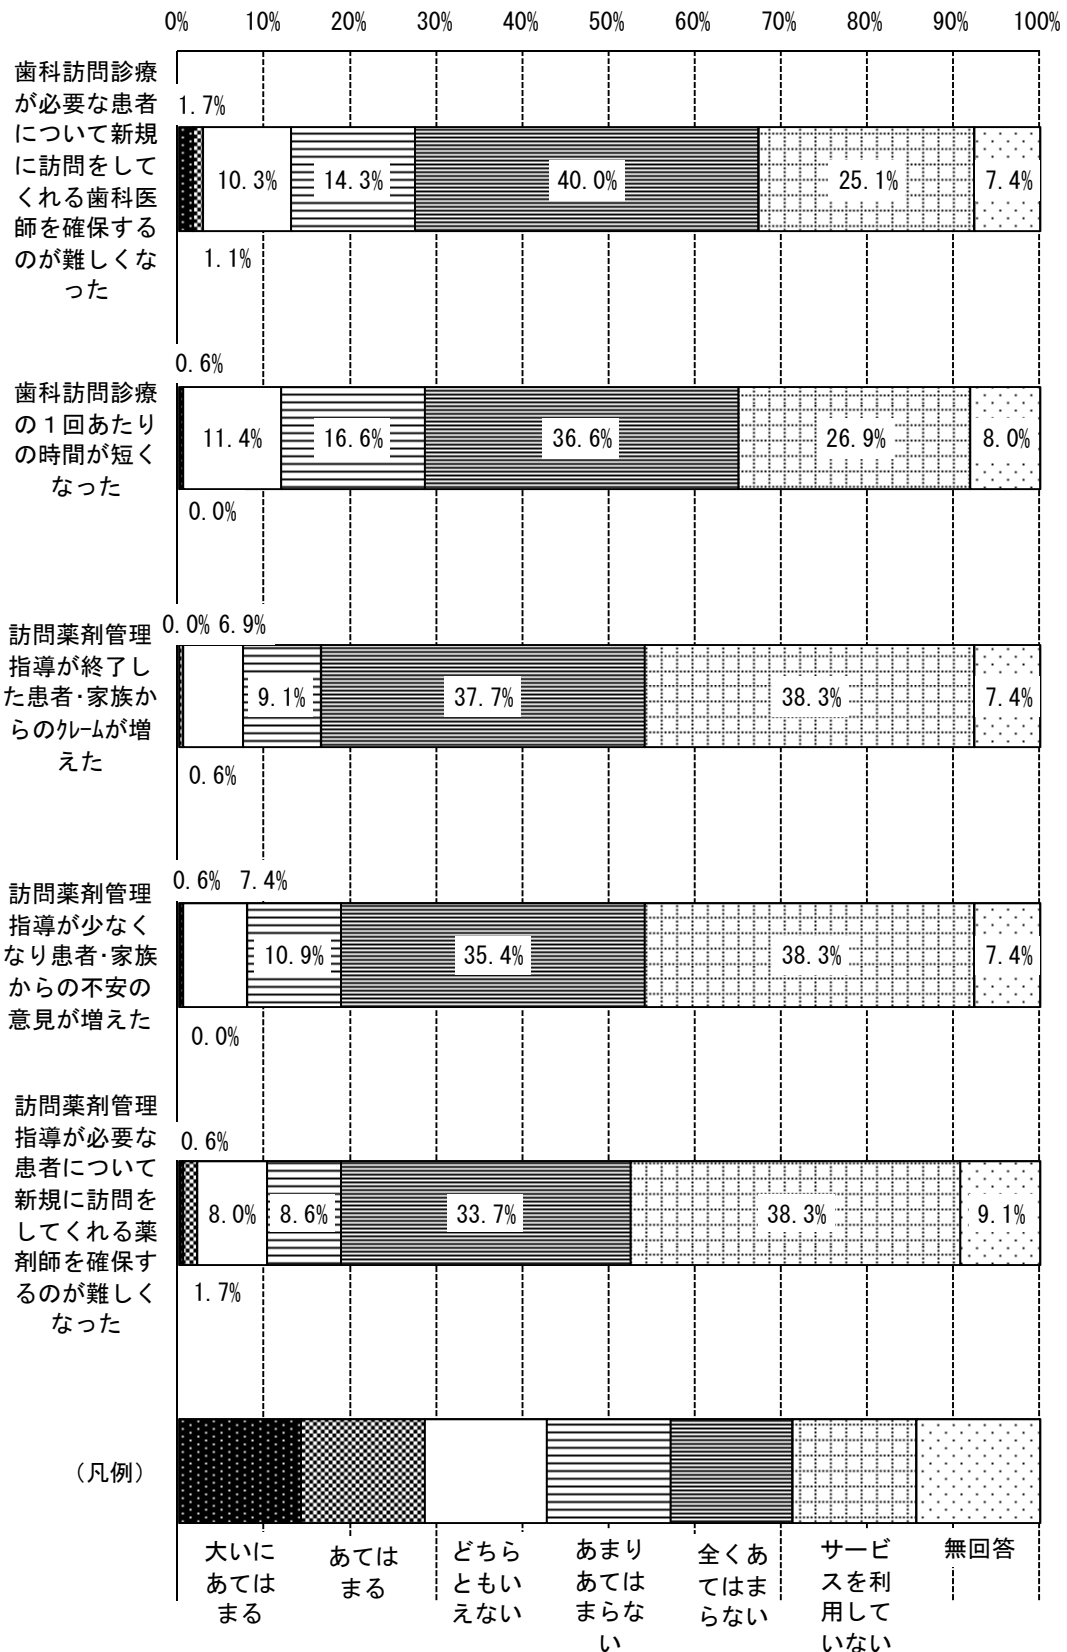 0% 10% 20% 30% 40% 50% 60% 70% 80% 90% 100%
歯科訪問診療
が必要な患者
について新規
に訪問をして
くれる歯科医
師を確保する
のが難しくな
った
1.7%
10.3% 14.3% 40.0% 25.1% 7.4%
1.1%
歯科訪問診療
の1回あたり
の時間が短く
なった
0.6%
11.4% 16.6% 36.6% 26.9% 8.0%
0.0%
訪問薬剤管理
指導が終了し
た患者・家族か
らのｸﾚｰﾑが増
えた
0.0% 6.9%
9.1% 37.7% 38.3% 7.4%
0.6%
訪問薬剤管理
指導が少なく
なり患者・家族
からの不安の
意見が増えた
0.6% 7.4%
10.9% 35.4% 38.3% 7.4%
0.0%
訪問薬剤管理
指導が必要な
患者について
新規に訪問を
してくれる薬
剤師を確保す
るのが難しく
なった
0.6%
8.0% 8.6% 33.7% 38.3% 9.1%
1.7%
（凡例）
大いに
あては
まる
あては
まる
どちら
ともい
えない
あまり
あては
まらな
い
全くあ
てはま
らない
サービ
スを利
用して
いない
無回答